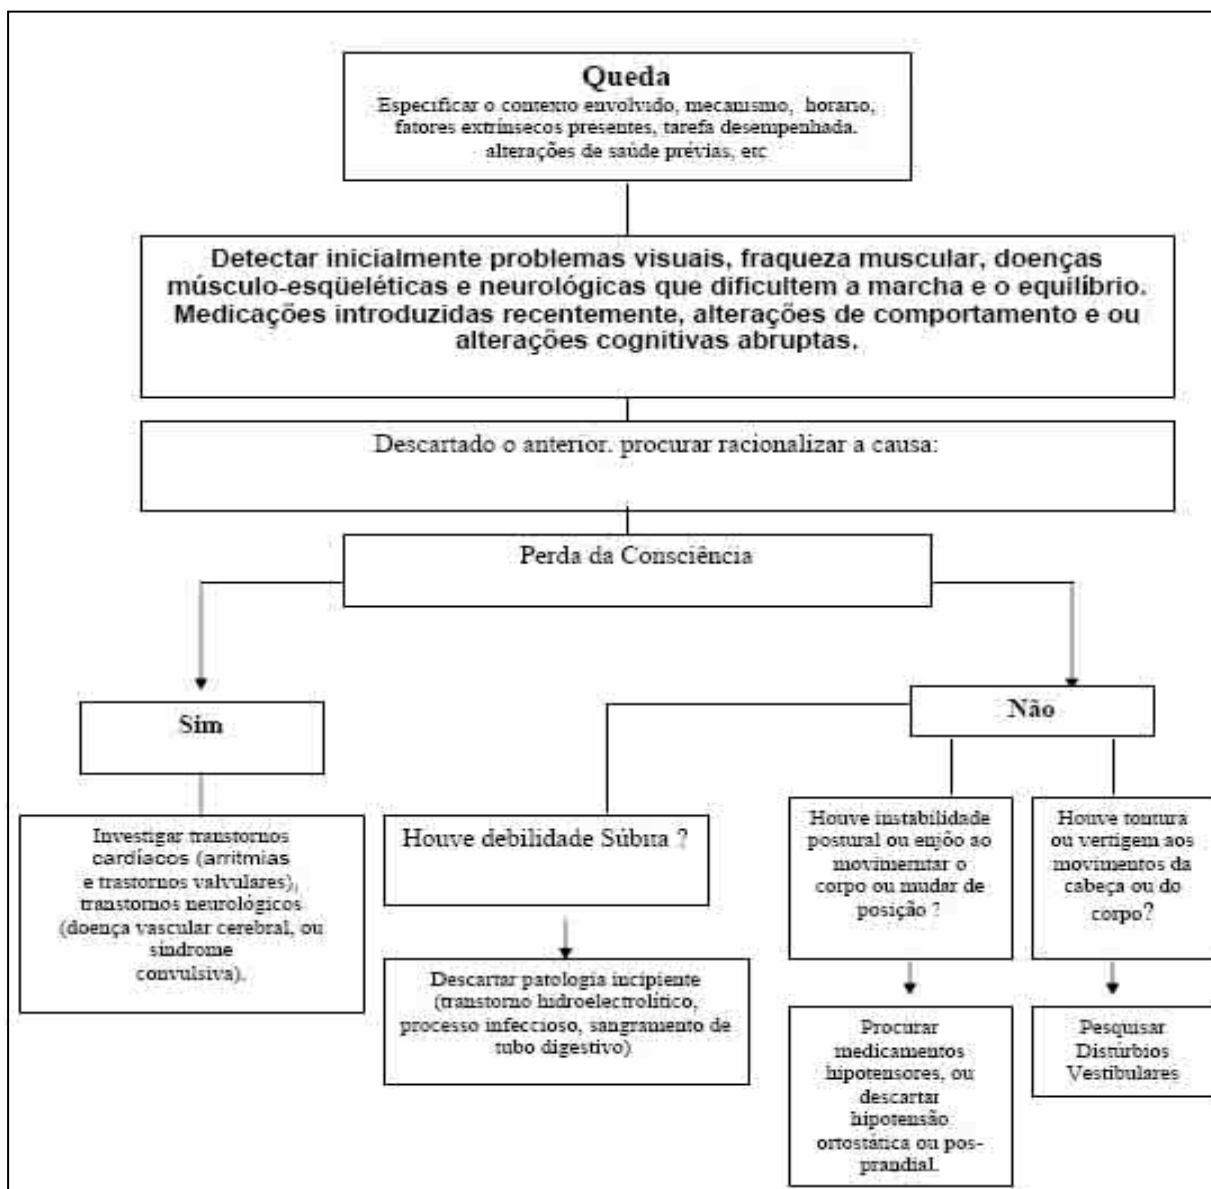 Queda
Especificar o contexto envolvido, mecanismo, horario,
fatores extrínsecos presentes, tarefa desempenhada.
alterações de saúde prévias, etc
Detectar inicialmente problemas visuais, fraqueza muscular, doenças
músculo-esqüeléticas e neurológicas que dificultem a marcha e o equilíbrio.
Medicações introduzidas recentemente, alterações de comportamento e ou
alterações cognitivas abruptas.
Descartado o anterior. procurar racionalizar a causa:
Perda da Consciência
Sim
Não
Investigar transtornos
cardíacos (arritmias
e trastornos valvulares),
transtornos neurológicos
(doença vascular cerebral, ou
síndrome
convulsiva).
Houve debilidade Súbita ?
Descartar patologia incipiente
(transtorno hidroelectrolítico,
processo infeccioso, sangramento de
tubo digestivo)
Houve instabilidade
postural ou enjôo ao
movimerntar o
corpo ou mudar de
posição ?
Procurar
medicamentos
hipotensores, ou
descartar
hipotensão
ortostática ou pos-
prandial.
Houve tontura
ou vertigem aos
movimentos da
cabeça ou do
corpo?
Pesquisar
Distúrbios
Vestibulares